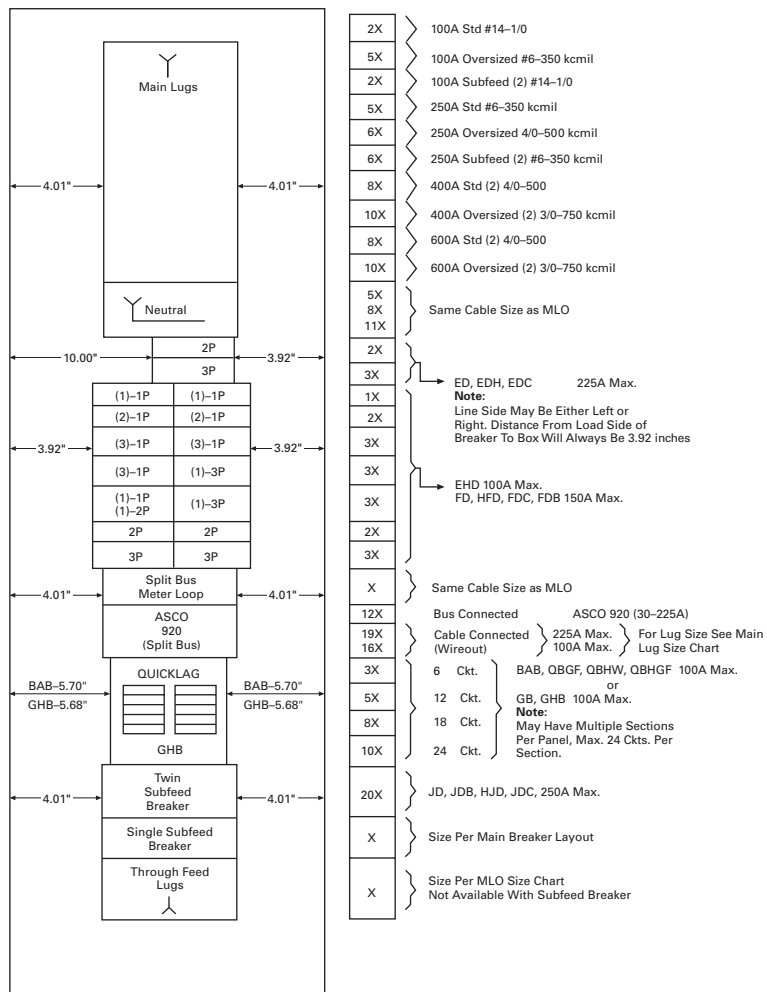 2X 100A Std #14–1/0
5X 100A Oversized #6–350 kcmil
Main Lugs
2X 100A Subfeed (2) #14–1/0
5X 250A Std #6–350 kcmil
6X 250A Oversized 4/0–500 kcmil
6X 250A Subfeed (2) #6–350 kcmil
4.01" 4.01" 8X 400A Std (2) 4/0–500
10X 400A Oversized (2) 3/0–750 kcmil
8X 600A Std (2) 4/0–500
10X 600A Oversized (2) 3/0–750 kcmil
5X
Neutral 8X Same Cable Size as MLO
11X
2P 2X
10.00" 3.92"
3P 3X
ED, EDH, EDC 225A Max.
(1)–1P (1)–1P 1X
Note:
Line Side May Be Either Left or
Right. Distance From Load Side of
Breaker To Box Will Always Be 3.92 inches
(2)–1P (2)–1P 2X
3.92" (3)–1P (3)–1P 3.92" 3X
(3)–1P (1)–3P 3X
EHD 100A Max.
FD, HFD, FDC, FDB 150A Max.
(1)–1P
(1)–2P
(1)–3P 3X
2P 2P 2X
3P 3P 3X
Split Bus
Meter Loop
4.01" 4.01" X Same Cable Size as MLO
ASCO
920
(Split Bus)
12X Bus Connected ASCO 920 (30–225A)
19X Cable Connected 225A Max. For Lug Size See Main
16X (Wireout) 100A Max. Lug Size Chart
QUICKLAG
BAB–5.70" BAB–5.70"
GHB–5.68" GHB–5.68"
GHB
3X 6 Ckt.
5X 12 Ckt.
8X 18 Ckt.
10X 24 Ckt.
BAB, QBGF, QBHW, QBHGF 100A Max.
or
GB, GHB 100A Max.
Note:
May Have Multiple Sections
Per Panel, Max. 24 Ckts. Per
Section.
Twin
Subfeed
Breaker
4.01" 4.01" 20X JD, JDB, HJD, JDC, 250A Max.
Single Subfeed
Breaker
X Size Per Main Breaker Layout
Through Feed
Lugs
X Size Per MLO Size Chart
Not Available With Subfeed Breaker